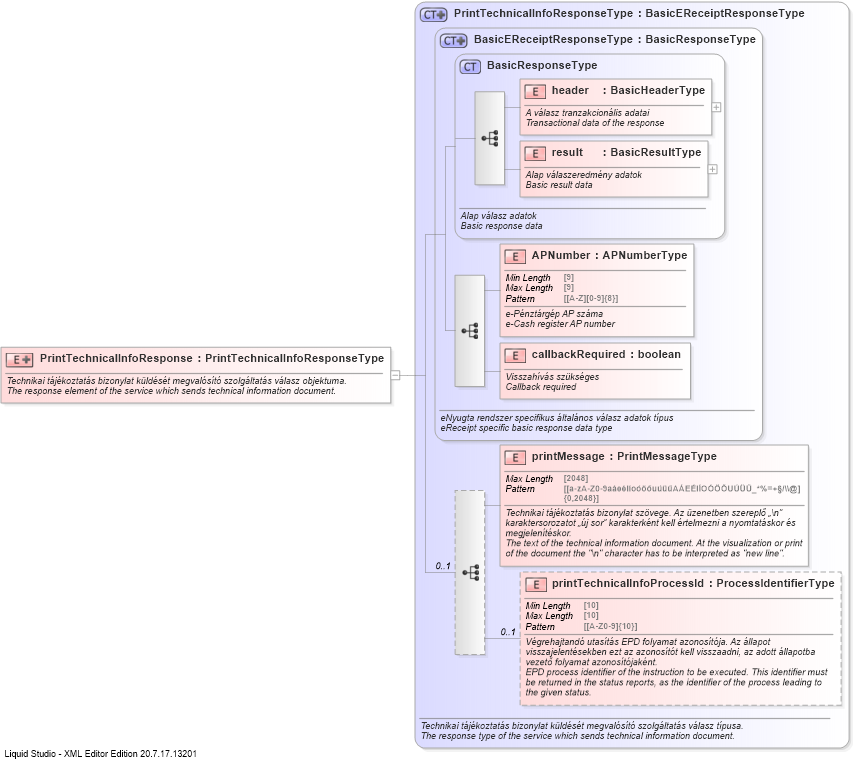 CT+ PrintTechnicalInfoResponseType : BasicEReceiptResponseType
CT+ BasicEReceiptResponseType : BasicResponseType
CT BasicResponseType
E header : BasicHeaderType
A válasz tranzakcionális adatai
Transactional data of the response
E result : BasicResultType
Alap válaszeredmény adatok
Basic result data
Alap válasz adatok
Basic response data
E APNumber : APNumberType
Min Length [9]
Max Length [9]
Pattern [[A-Z][0-9]{8}]
e-Pénztárgép AP száma
e-Cash register AP number
E callbackRequired : boolean
Visszahívás szükséges
Callback required
eNyugta rendszer specifikus általános válasz adatok típus
eReceipt specific basic response data type
E+ PrintTechnicalInfoResponse : PrintTechnicalInfoResponseType
Technikai tájékoztatás bizonylat küldését megvalósító szolgáltatás válasz objektuma.
The response element of the service which sends technical information document.
0..1
E printMessage : PrintMessageType
Max Length [2048]
Pattern
{0,2048}]
Technikai tájékoztatás bizonylat szövege. Az üzenetben szereplő „\n”
karaktersorozatot „új sor” karakterként kell értelmezni a nyomtatáskor és
megjelenítéskor.
The text of the technical information document. At the visualization or print
of the document the "\n" character has to be interpreted as "new line".
0..1
E printTechnicalInfoProcessId : ProcessIdentifierType
Min Length [10]
Max Length [10]
Pattern [[A-Z0-9]{10}]
Végrehajtandó utasítás EPD folyamat azonosítója. Az állapot
visszajelentésekben ezt az azonosítót kell visszaadni, az adott állapotba
vezető folyamat azonosítójaként.
EPD process identifier of the instruction to be executed. This identifier must
be returned in the status reports, as the identifier of the process leading to
the given status.
Technikai tájékoztatás bizonylat küldését megvalósító szolgáltatás válasz típusa.
The response type of the service which sends technical information document.
Liquid Studio - XML Editor Edition 20.7.17.13201